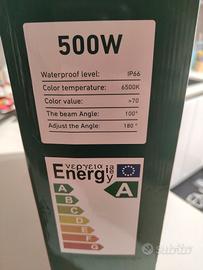 500W
Waterproof level: IP66
Color temperature: 6500K
Color value: >70
The beam Angle: 100°
Adjust the Angle: 180°
Energy
A
A
B
C
D
E
F
G
subito